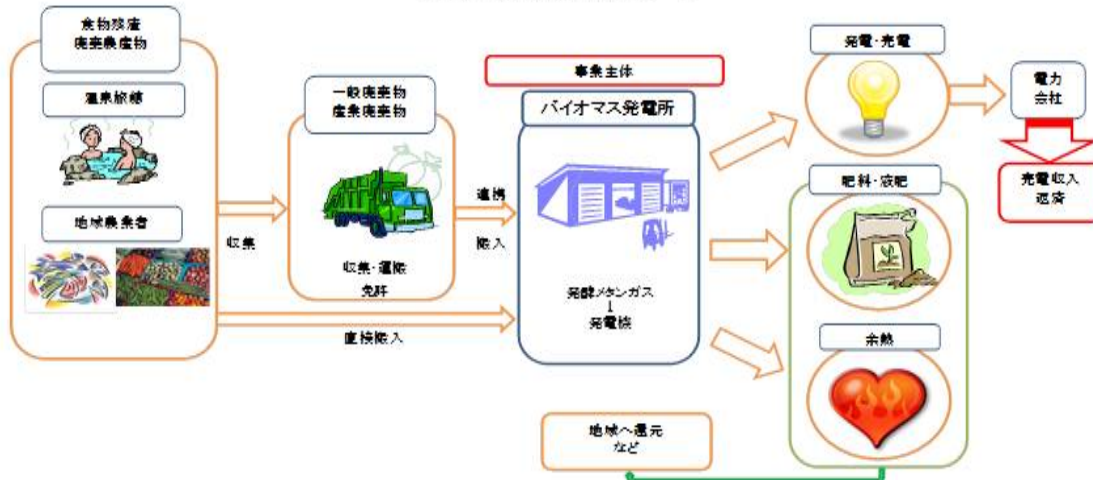 食物残渣
廃棄農産物
温泉旅館
地域農業者
収集
一般廃棄物
産業廃棄物
収集・運搬
免許
直接搬入
連携
搬入
事業主体
バイオマス発電所
発酵メタンガス
↓
発電機
発電・売電
電力
会社
売電収入
返済
肥料・液肥
余熱
地域へ還元
など